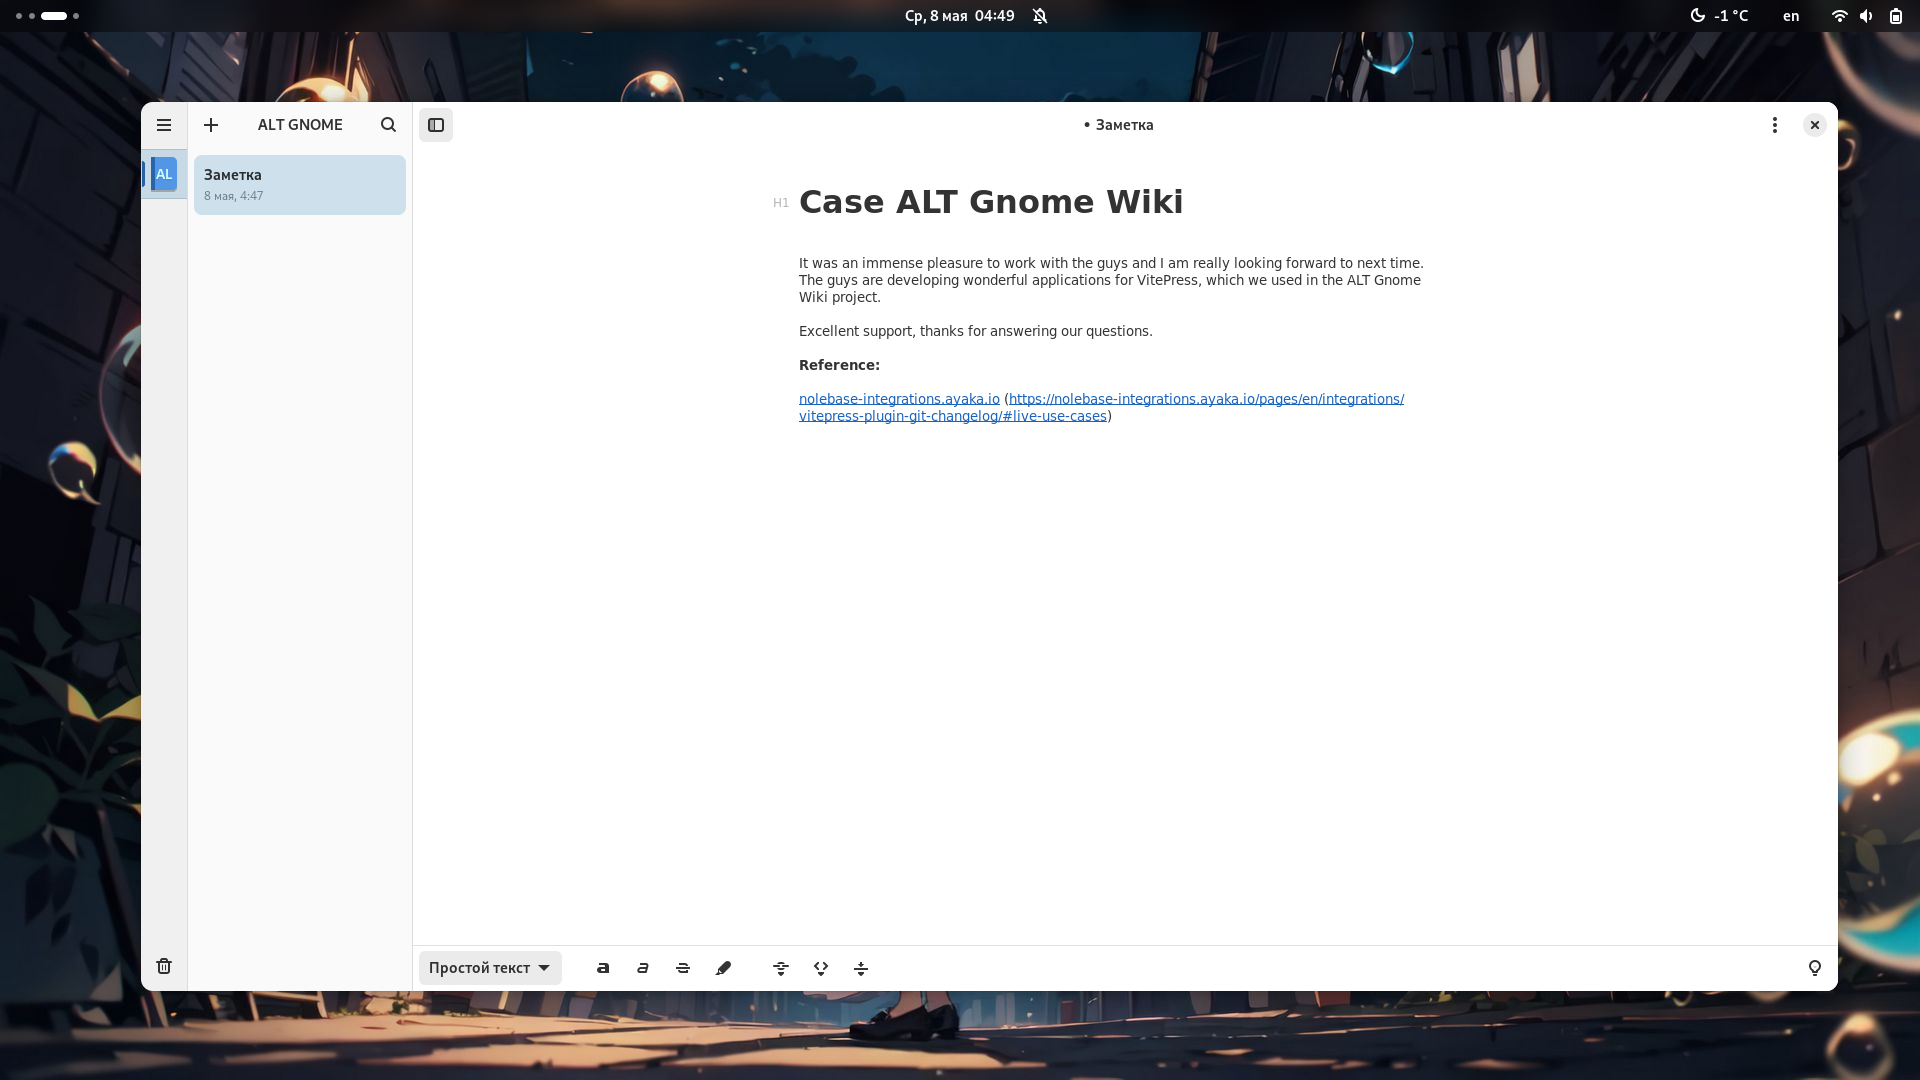 Ср, 8 мая 04:49
-1 °C
en
ALT GNOME
• Заметка
AL
Заметка
8 мая, 4:47
H1 Case ALT Gnome Wiki
It was an immense pleasure to work with the guys and I am really looking forward to next time.
The guys are developing wonderful applications for VitePress, which we used in the ALT Gnome
Wiki project.
Excellent support, thanks for answering our questions.
Reference:
nolebase-integrations.ayaka.io (https://nolebase-integrations.ayaka.io/pages/en/integrations/
vitepress-plugin-git-changelog/#live-use-cases)
Простой текст
a
a